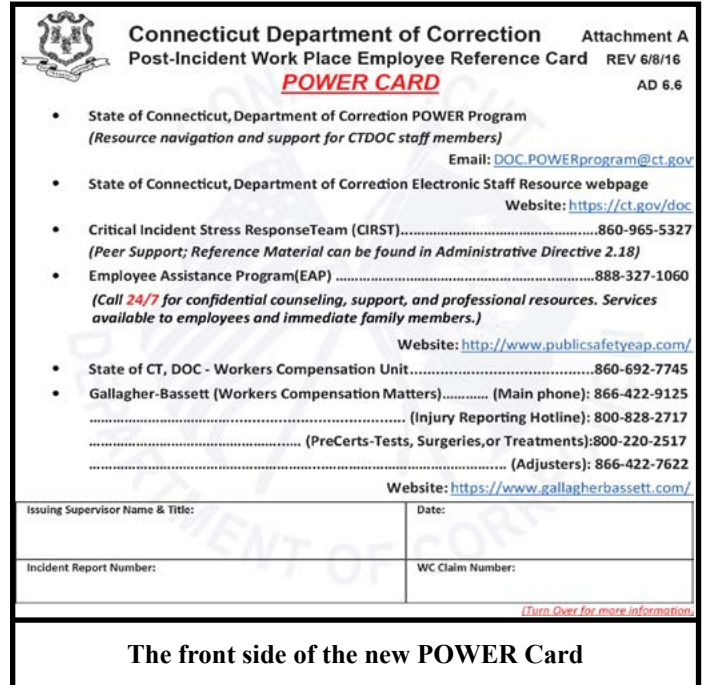 Connecticut Department of Correction Attachment A
Post-Incident Work Place Employee Reference Card REV 6/8/16
POWER CARD AD 6.6
• State of Connecticut, Department of Correction POWER Program
(Resource navigation and support for CTDOC staff members)
Email: DOC.POWERprogram@ct.gov
• State of Connecticut, Department of Correction Electronic Staff Resource webpage
Website: https://ct.gov/doc
• Critical Incident Stress ResponseTeam (CIRST)..................................................860-965-5327
(Peer Support; Reference Material can be found in Administrative Directive 2.18)
• Employee Assistance Program(EAP) ................................................................888-327-1060
(Call 24/7 for confidential counseling, support, and professional resources. Services
available to employees and immediate family members.)
Website: http://www.publicsafetyeap.com/
• State of CT, DOC - Workers Compensation Unit..............................................860-692-7745
• Gallagher-Bassett (Workers Compensation Matters)............ (Main phone): 866-422-9125
................................................................................ (Injury Reporting Hotline): 800-828-2717
...................................................... (PreCerts-Tests, Surgeries,or Treatments):800-220-2517
.................................................................................................... (Adjusters): 866-422-7622
Website: https://www.gallagherbassett.com/
Issuing Supervisor Name & Title: Date:
Incident Report Number: WC Claim Number:
(Turn Over for more information)
The front side of the new POWER Card